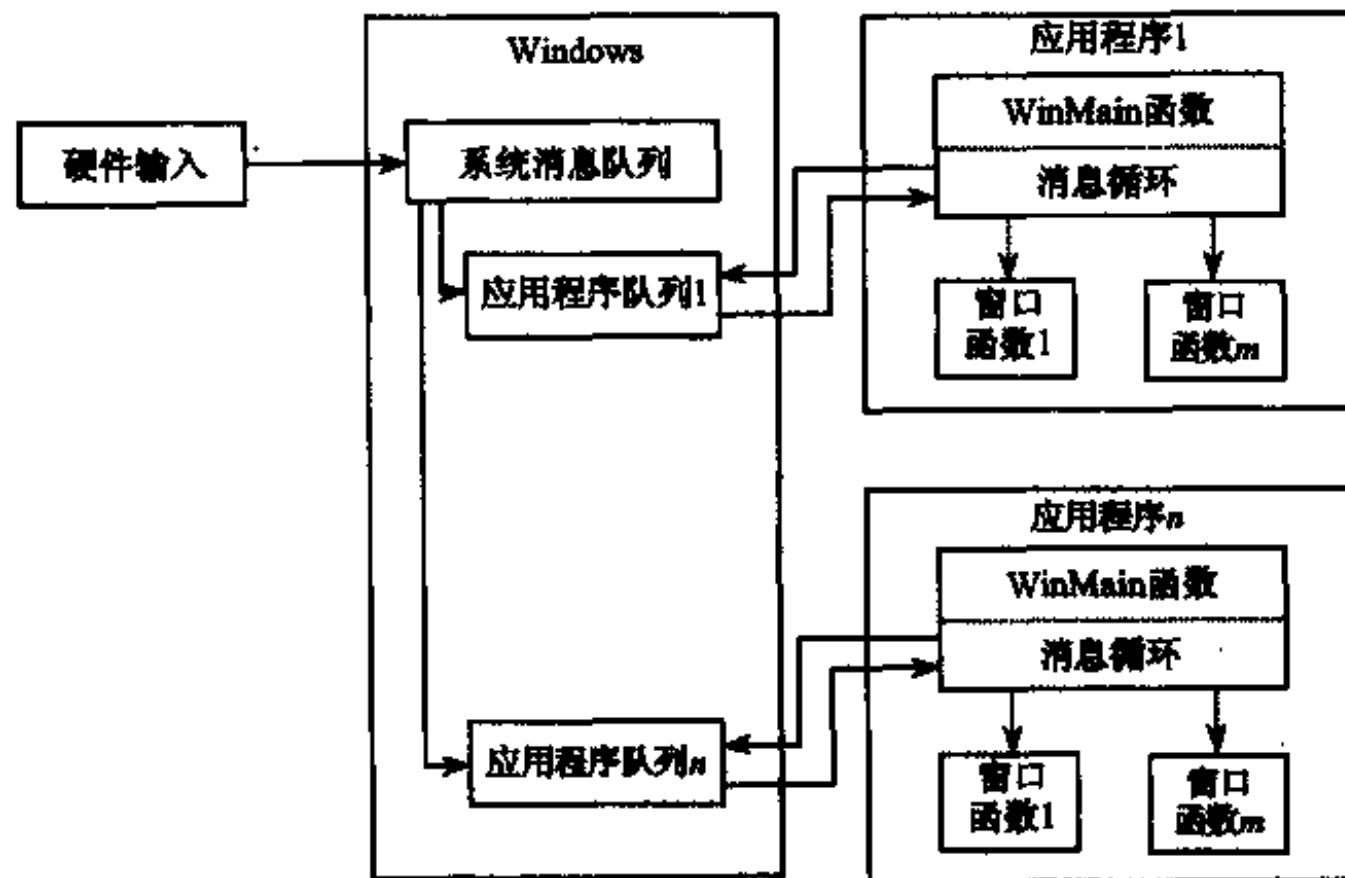 Windows
硬件输入
系统消息队列
应用程序队列1
应用程序队列n
应用程序1
WinMain函数
消息循环
窗口
函数1
窗口
函数m
应用程序n
WinMain函数
消息循环
窗口
函数1
窗口
函数m